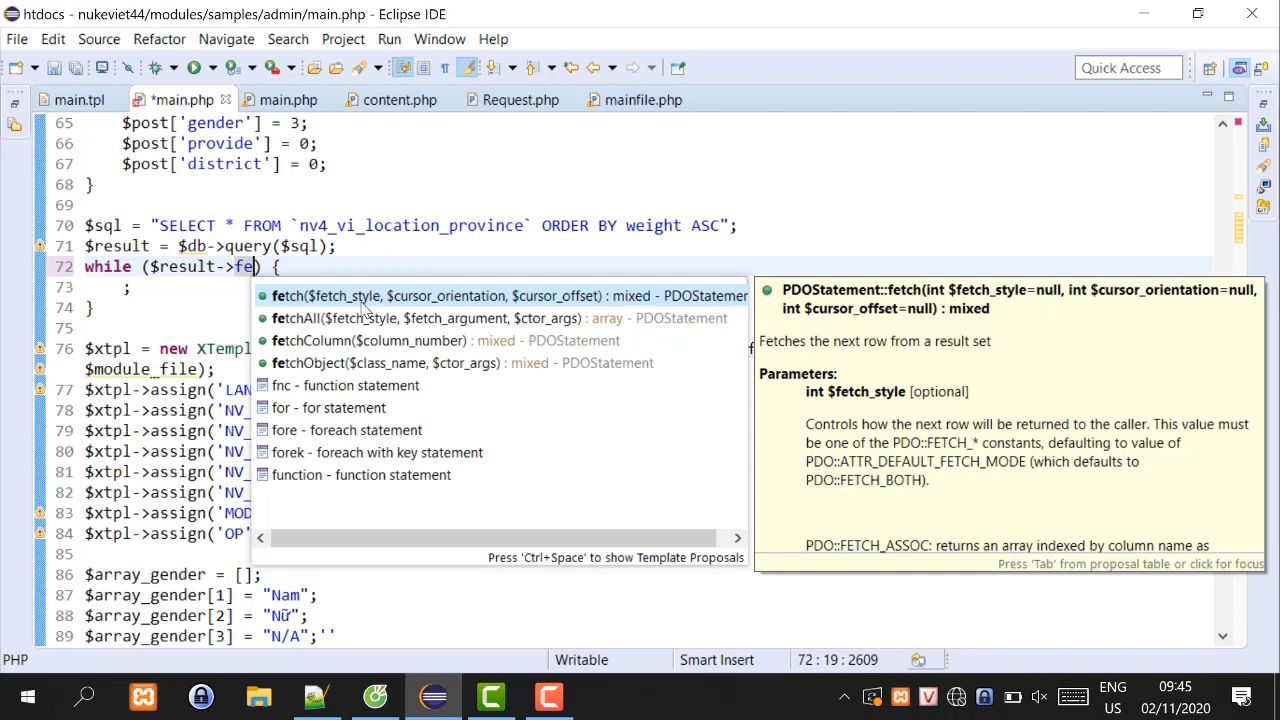 htdocs - nukeviet44/modules/samples/admin/main.php - Eclipse IDE
File Edit Source Refactor Navigate Search Project Run Window Help
Quick Access
main.tpl *main.php main.php content.php Request.php mainfile.php
65 $post['gender'] = 3;
66 $post['provide'] = 0;
67 $post['district'] = 0;
68 }
69
70 $sql = "SELECT * FROM `nv4_vi_location_province` ORDER BY weight ASC";
71 $result = $db->query($sql);
72 while ($result->fe) {
73 ;
74 }
75
76 $xtpl = new XTempl
$module_file);
77 $xtpl->assign('LAN
78 $xtpl->assign('NV_
79 $xtpl->assign('NV_
80 $xtpl->assign('NV_
81 $xtpl->assign('NV_
82 $xtpl->assign('NV_
83 $xtpl->assign('MOD
84 $xtpl->assign('OP'
85
86 $array_gender = [];
87 $array_gender[1] = "Nam";
88 $array_gender[2] = "Nữ";
89 $array_gender[3] = "N/A";''
fetch($fetch_style, $cursor_orientation, $cursor_offset) : mixed - PDOStatemer
fetchAll($fetch_style, $fetch_argument, $ctor_args) : array - PDOStatement
fetchColumn($column_number) : mixed - PDOStatement
fetchObject($class_name, $ctor_args) : mixed - PDOStatement
fnc - function statement
for - for statement
fore - foreach statement
forek - foreach with key statement
function - function statement
Press 'Ctrl+Space' to show Template Proposals
PDOStatement::fetch(int $fetch_style=null, int $cursor_orientation=null,
int $cursor_offset=null) : mixed
Fetches the next row from a result set
Parameters:
int $fetch_style [optional]
Controls how the next row will be returned to the caller. This value must
be one of the PDO::FETCH_* constants, defaulting to value of
PDO::ATTR_DEFAULT_FETCH_MODE (which defaults to
PDO::FETCH_BOTH).
PDO::FETCH_ASSOC: returns an array indexed by column name as
Press 'Tab' from proposal table or click for focus
PHP Writable Smart Insert 72 : 19 : 2609
ENG
US
09:45
02/11/2020